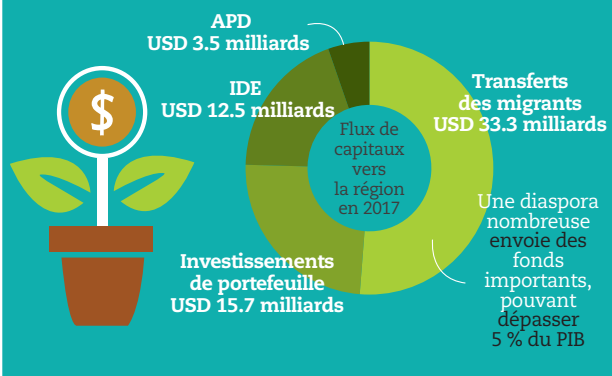 APD
USD 3.5 milliards
IDE
USD 12.5 milliards
$
Transferts
des migrants
USD 33.3 milliards
Flux de
capitaux
vers
la région
en 2017
Une diaspora
nombreuse
envoie des
fonds
importants,
pouvant
dépasser
5 % du PIB
Investissements
de portefeuille
USD 15.7 milliards